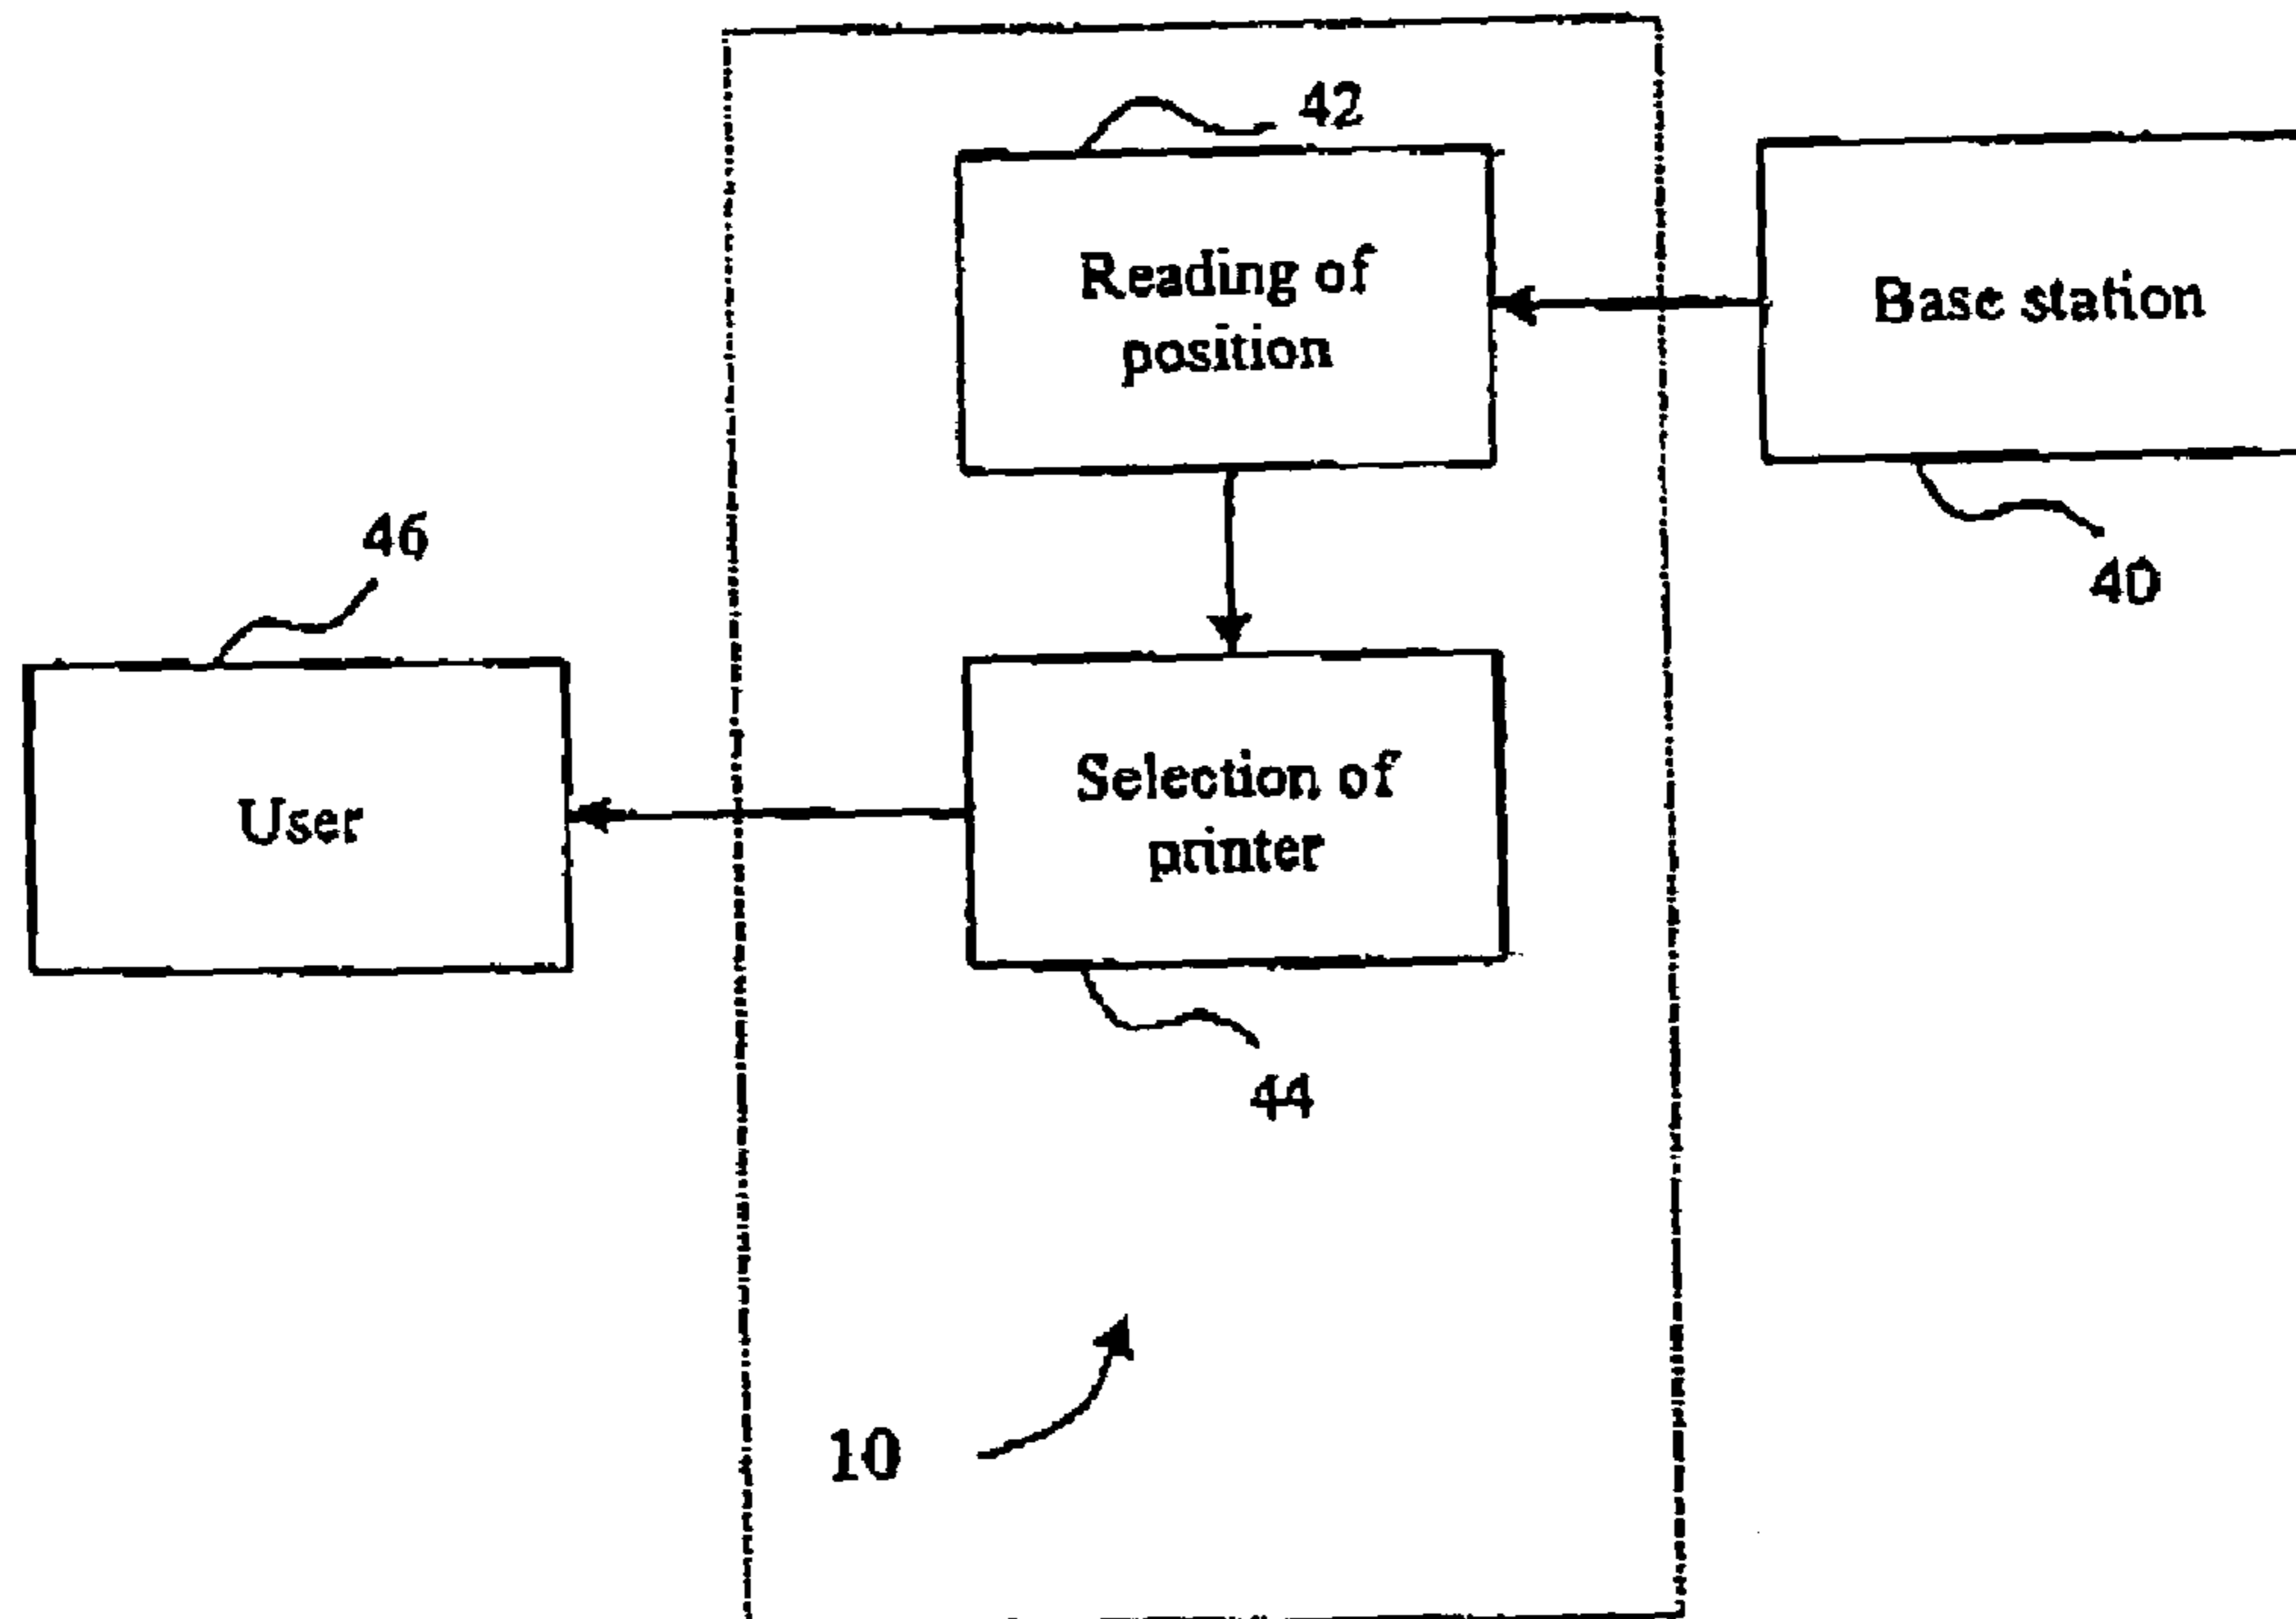 42
Reading of
position
Base station
40
46
User
Selection of
printer
44
10